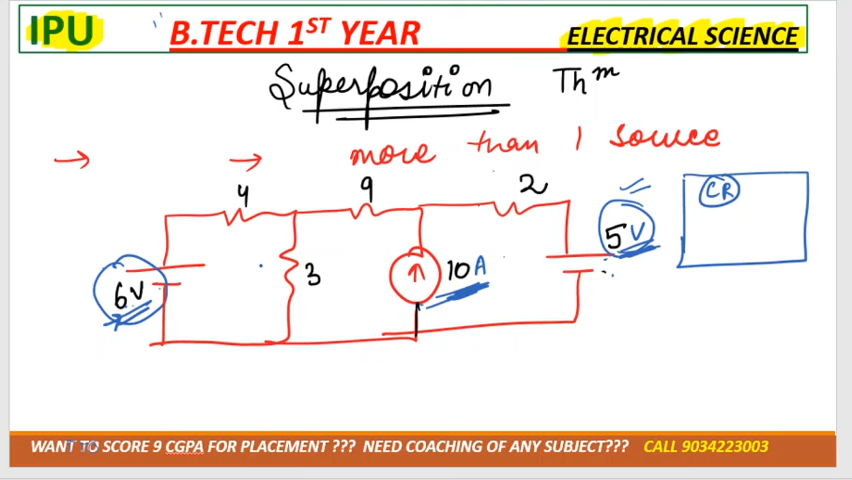 IPU B.TECH 1ST YEAR ELECTRICAL SCIENCE
Superposition Thm
→ → more than 1 source
4 9 2
CR
5V
3 10A
6V
WANT TO SCORE 9 CGPA FOR PLACEMENT ??? NEED COACHING OF ANY SUBJECT??? CALL 9034223003